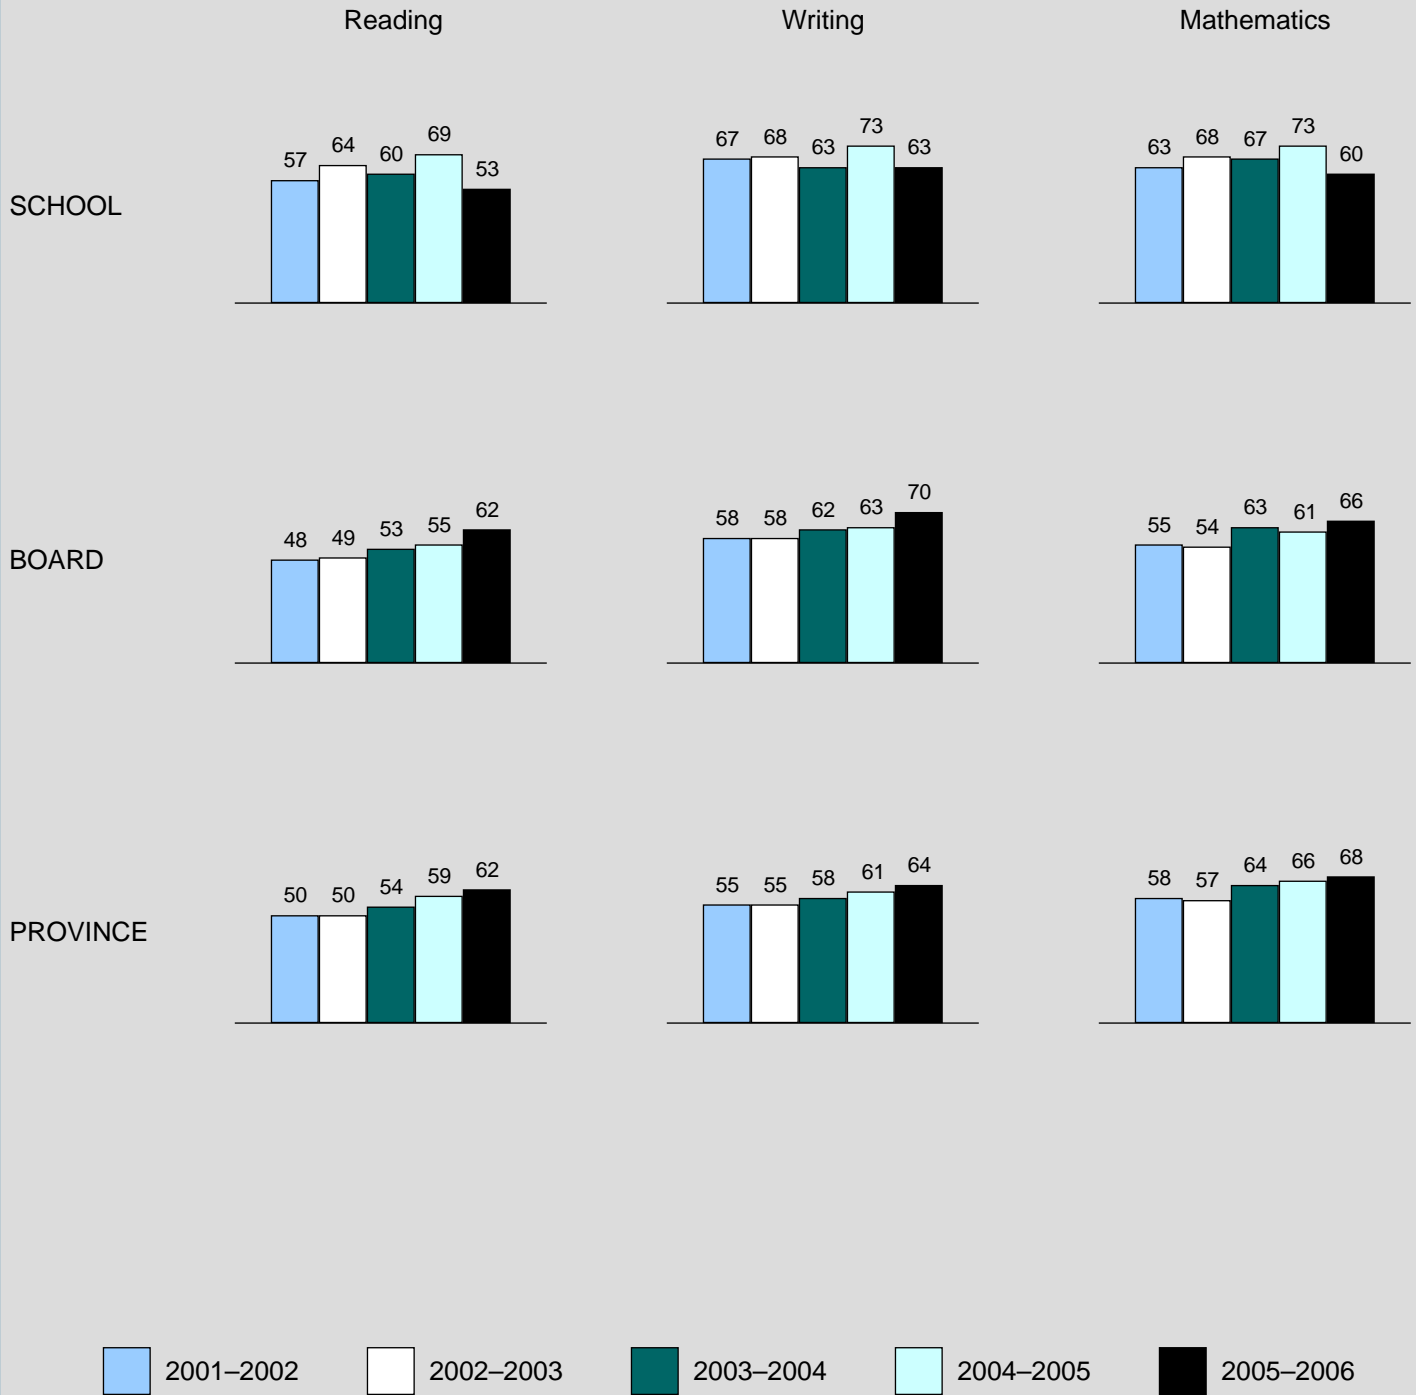 Reading Writing Mathematics
SCHOOL
57 64 60 69 53
67 68 63 73 63
63 68 67 73 60
BOARD
48 49 53 55 62
58 58 62 63 70
55 54 63 61 66
PROVINCE
50 50 54 59 62
55 55 58 61 64
58 57 64 66 68
2001–2002 2002–2003 2003–2004 2004–2005 2005–2006